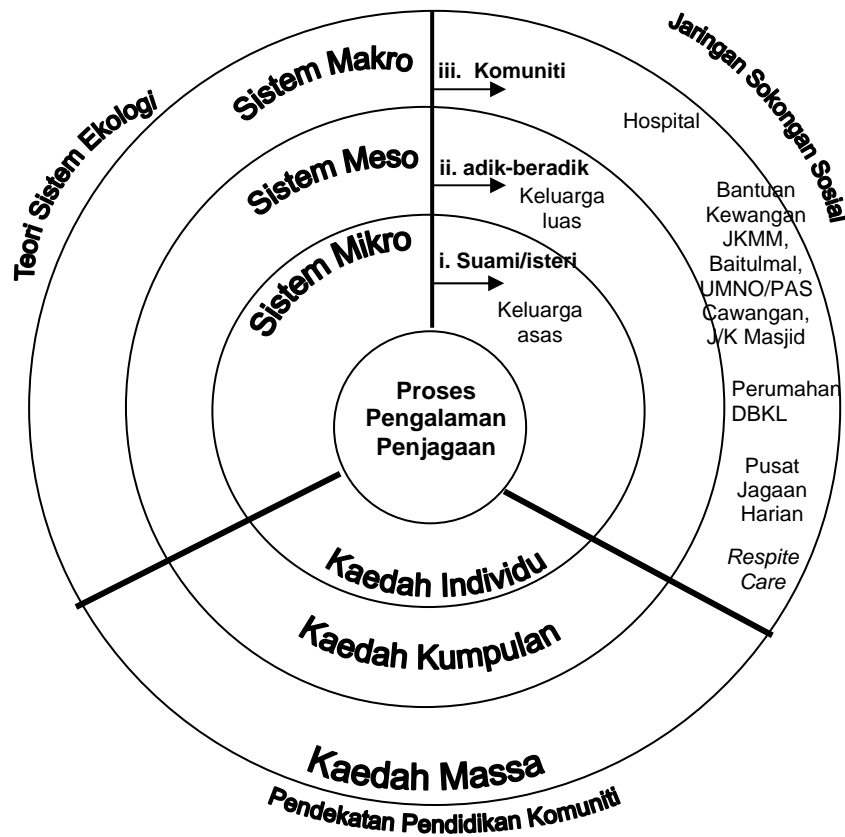 Teori Sistem Ekologi
Sistem Makro
Sistem Meso
Sistem Mikro
Jaringan Sokongan Sosial
iii. Komuniti
Hospital
ii. adik-beradik
Keluarga
luas
i. Suami/isteri
Keluarga
asas
Bantuan
Kewangan
JKMM,
Baitulmal,
UMNO/PAS
Cawangan,
J/K Masjid
Perumahan
DBKL
Pusat
Jagaan
Harian
Respite
Care
Proses
Pengalaman
Penjagaan
Kaedah Individu
Kaedah Kumpulan
Kaedah Massa
Pendekatan Pendidikan Komuniti